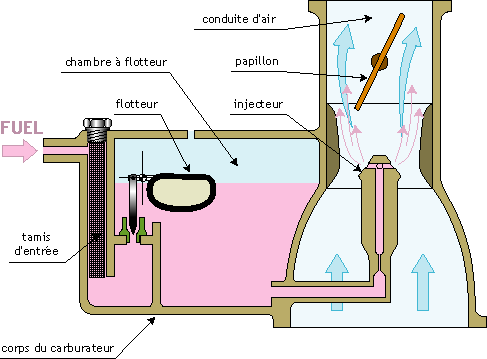 conduite d'air
papillon
chambre à flotteur
flotteur
injecteur
FUEL
tamis
d'entrée
corps du carburateur